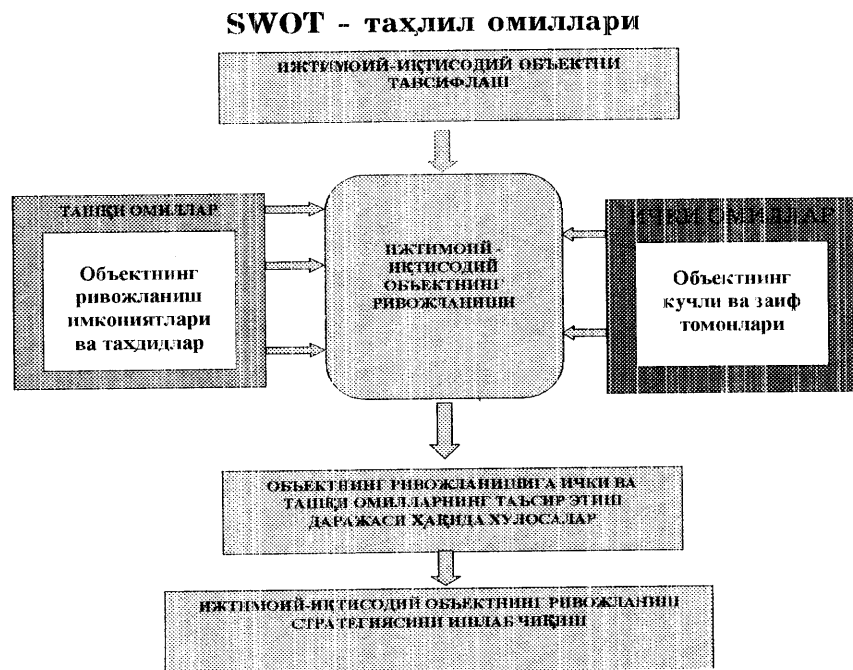 SWOT - таҳлил омиллари
ИЖТИМОИЙ-ИҚТИСОДИЙ ОБЪЕКТНИ
ТАВСИФЛАШ
ТАШҚИ ОМИЛЛАР
Объектнинг
ривожланиш
имкониятлари
ва таҳдидлар
ИЖТИМОИЙ -
ИҚТИСОДИЙ
ОБЪЕКТНИНГ
РИВОЖЛАНИШИ
ИЧКИ ОМИЛЛАР
Объектнинг
кучли ва заиф
томонлари
ОБЪЕКТНИНГ РИВОЖЛАНИШИГА ИЧКИ ВА
ТАШҚИ ОМИЛЛАРНИНГ ТАЪСИР ЭТИШ
ДАРАЖАСИ ҲАҚИДА ХУЛОСАЛАР
ИЖТИМОИЙ-ИҚТИСОДИЙ ОБЪЕКТНИНГ РИВОЖЛАНИШ
СТРАТЕГИЯСИНИ ИШЛАБ ЧИҚИШ